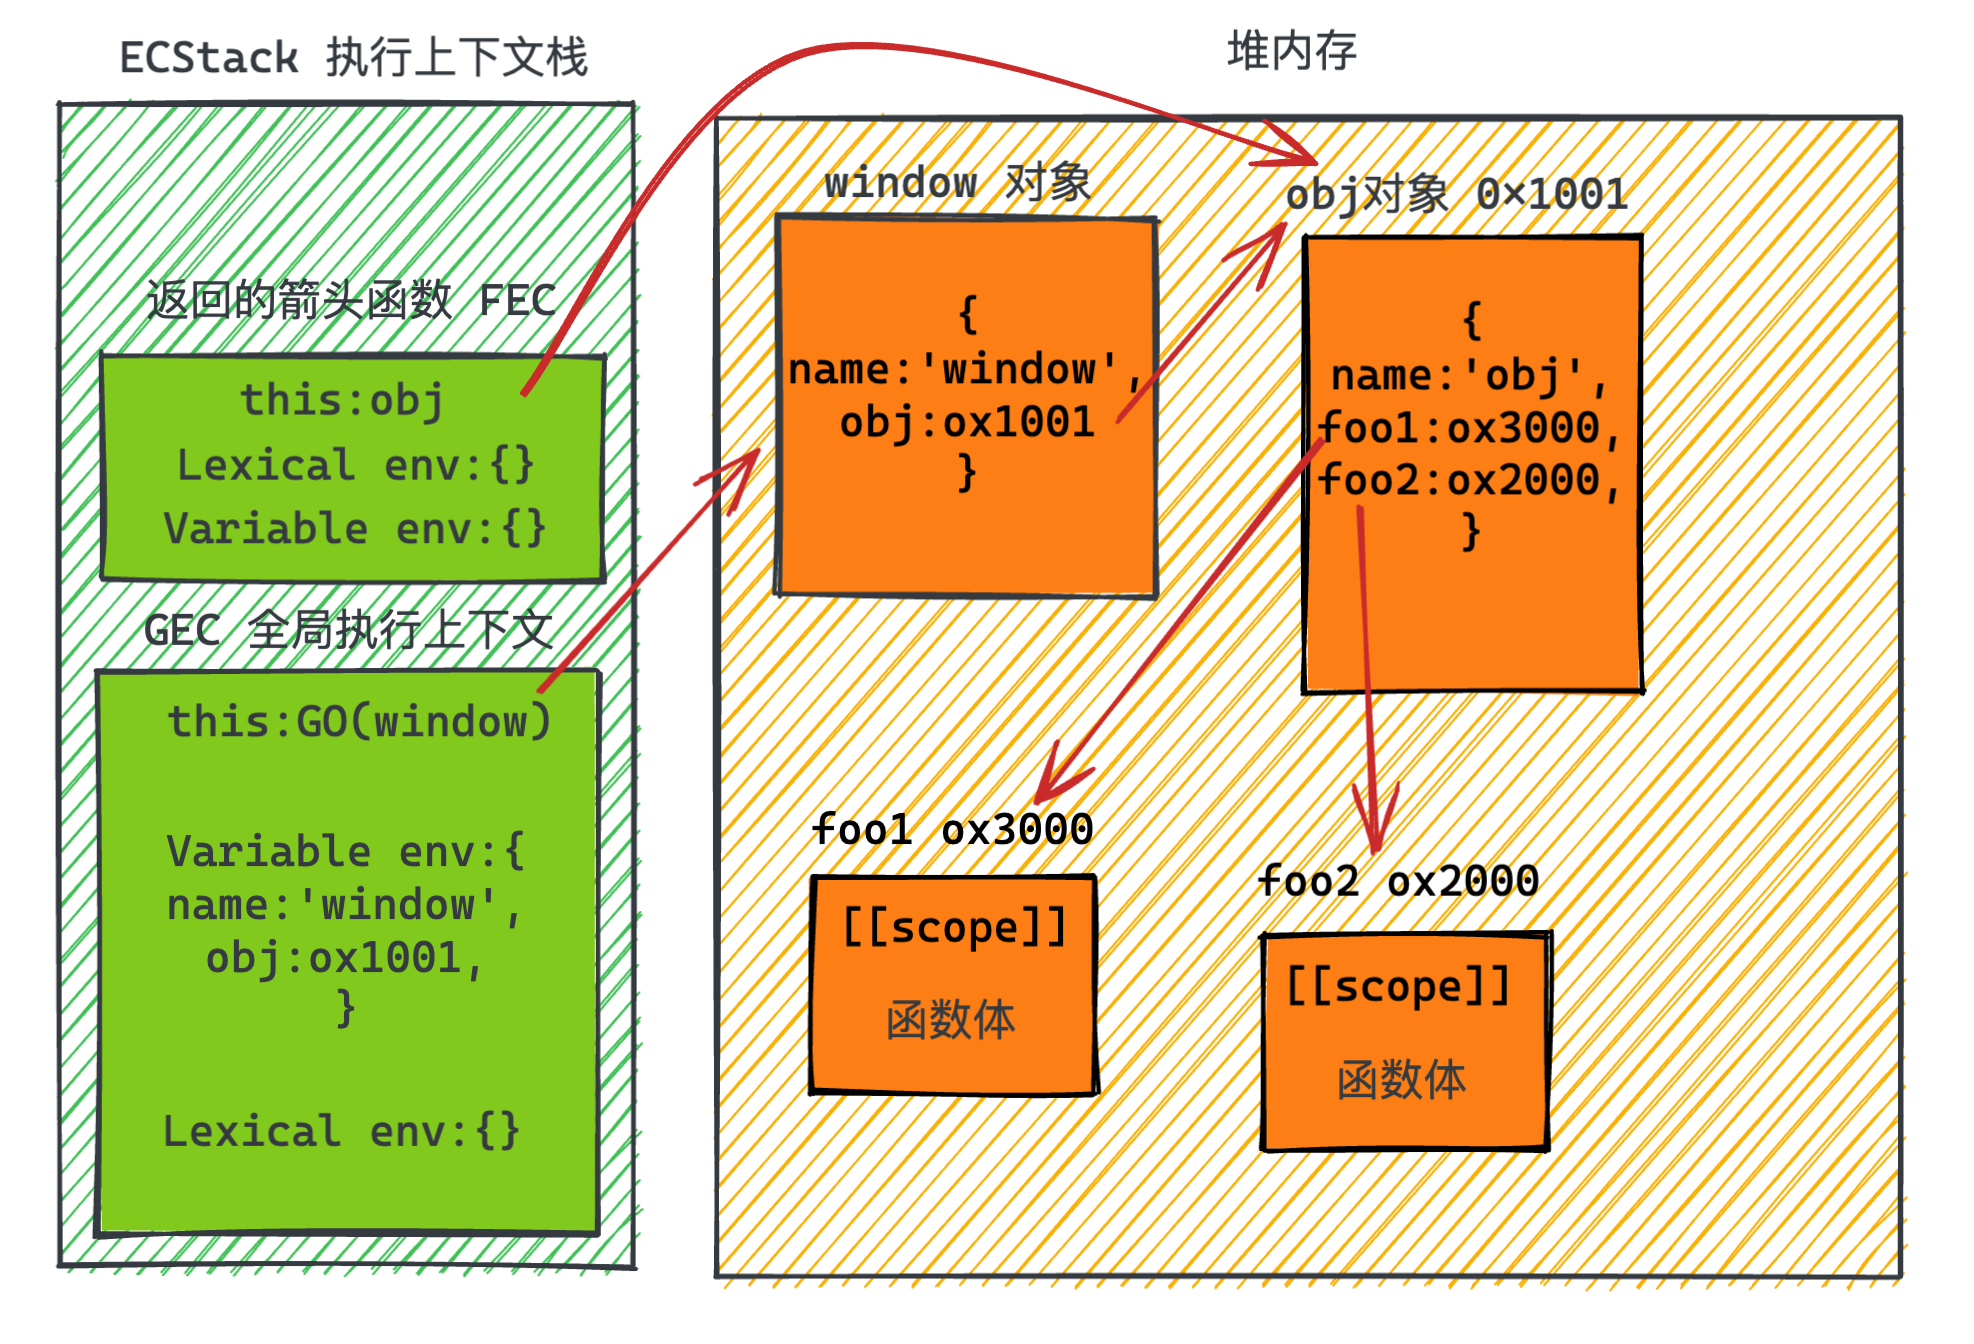 ECStack 执行上下文栈
返回的箭头函数 FEC
this:obj
Lexical env:{}
Variable env:{}
GEC 全局执行上下文
this:GO(window)
Variable env:{
name:'window',
obj:ox1001,
}
Lexical env:{}
堆内存
window 对象
{
name:'window',
obj:ox1001
}
obj对象 0×1001
{
name:'obj',
foo1:ox3000,
foo2:ox2000,
}
foo1 ox3000
[[scope]]
函数体
foo2 ox2000
[[scope]]
函数体